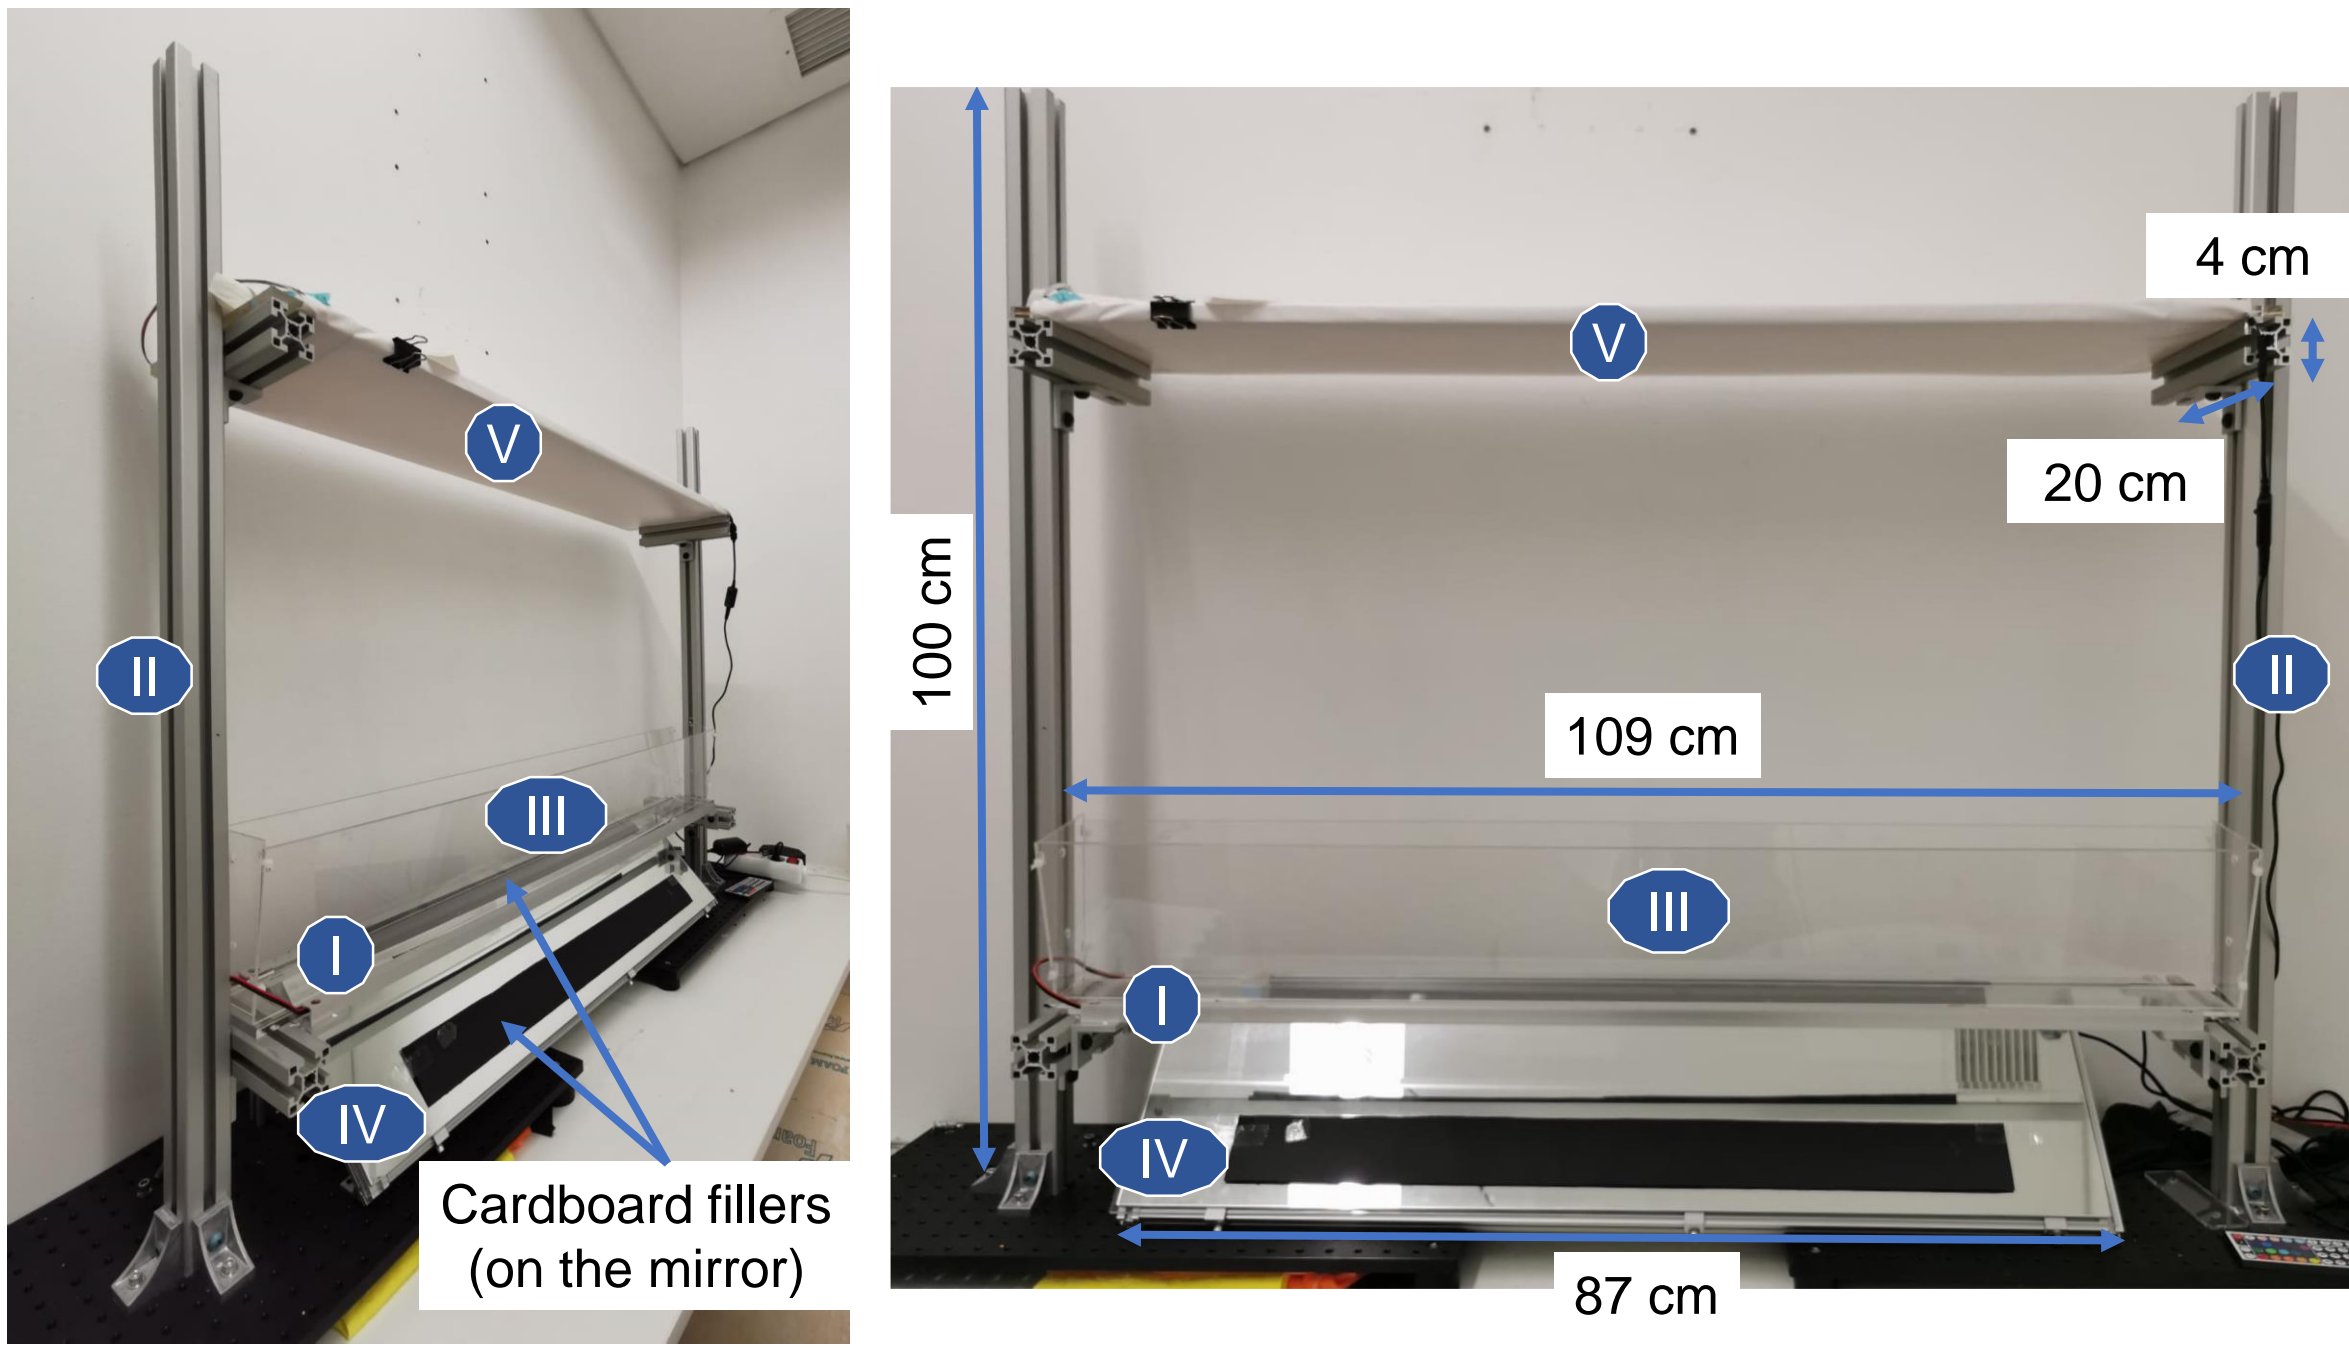 V
II
III
I
IV
Cardboard fillers
(on the mirror)
100 cm
4 cm
V
20 cm
II
109 cm
III
I
IV
87 cm